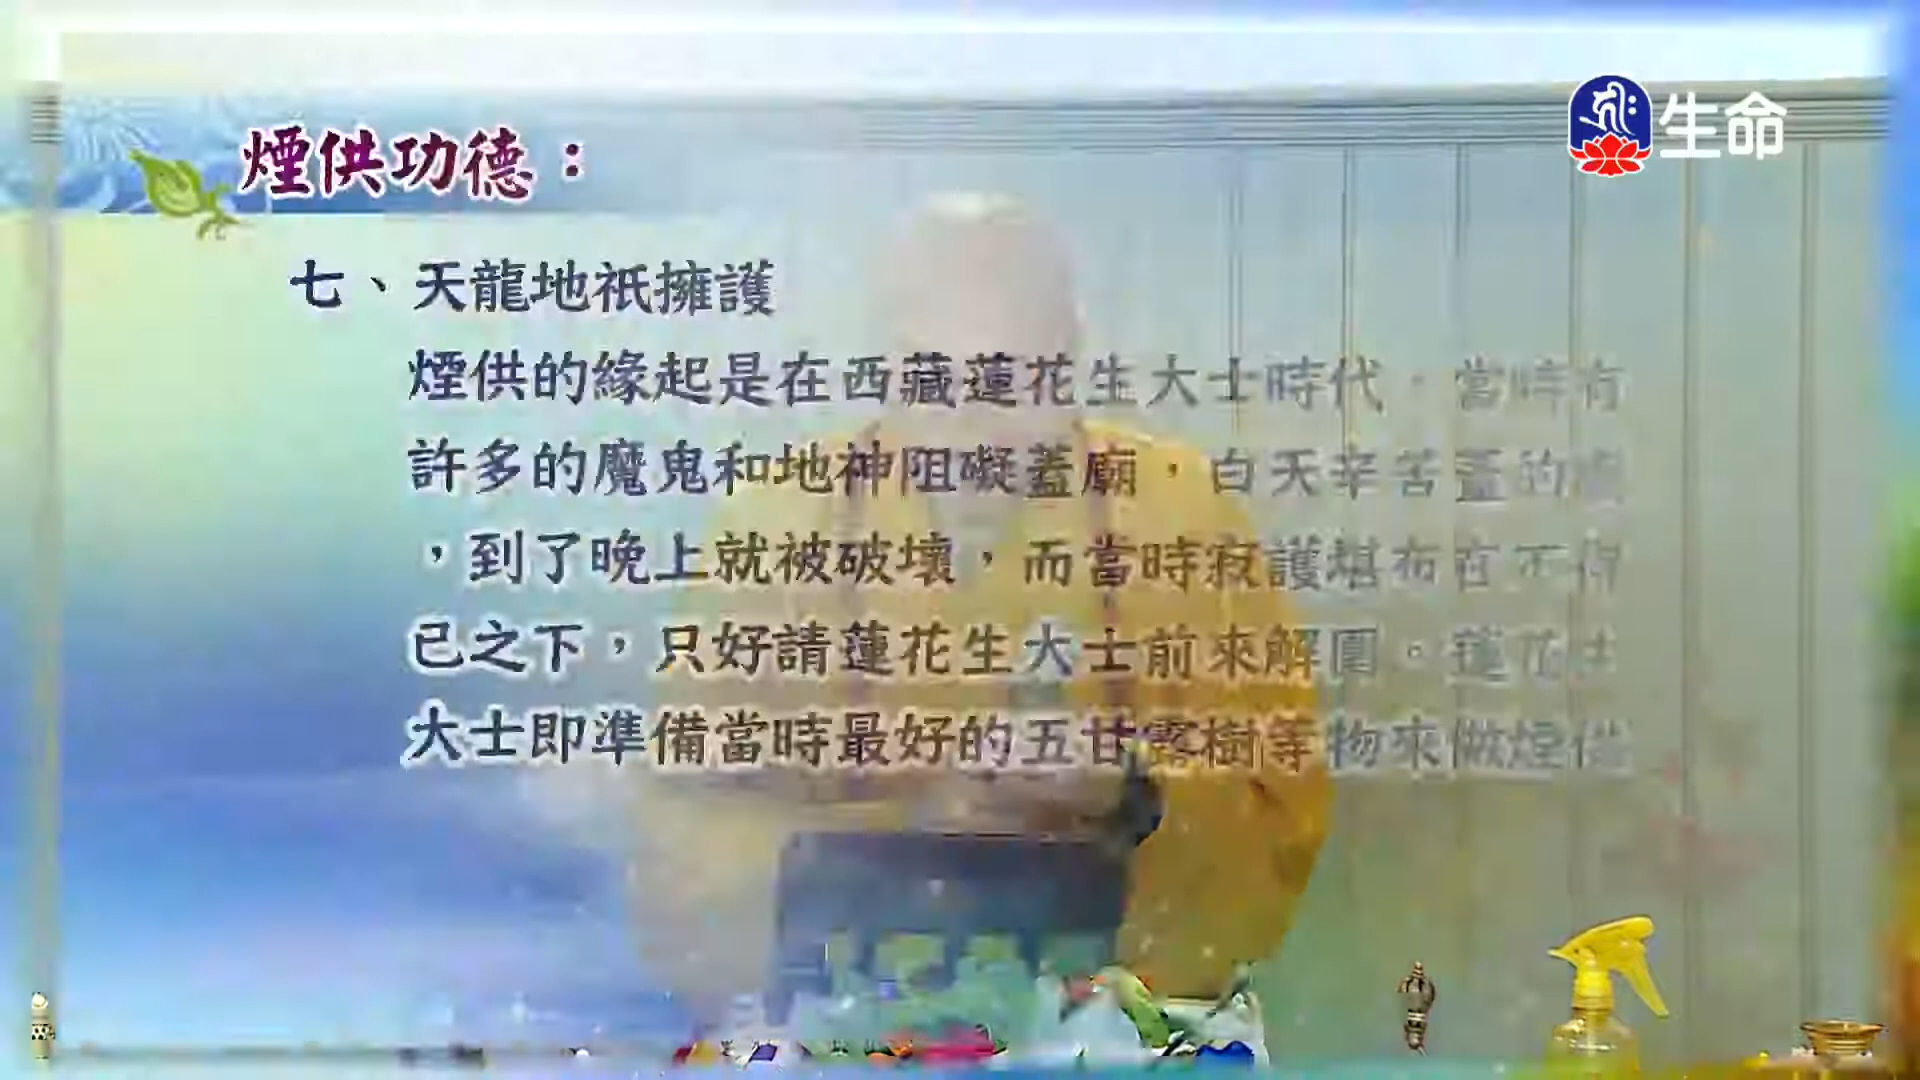 生命
煙供功德：
七、天龍地祇擁護
煙供的緣起是在西藏蓮花生大士時代，當時有
許多的魔鬼和地神阻礙蓋廟，白天辛苦蓋的廟
，到了晚上就被破壞，而當時寂護堪布在不得
已之下，只好請蓮花生大士前來解圍。蓮花生
大士即準備當時最好的五甘露樹等物來做煙供